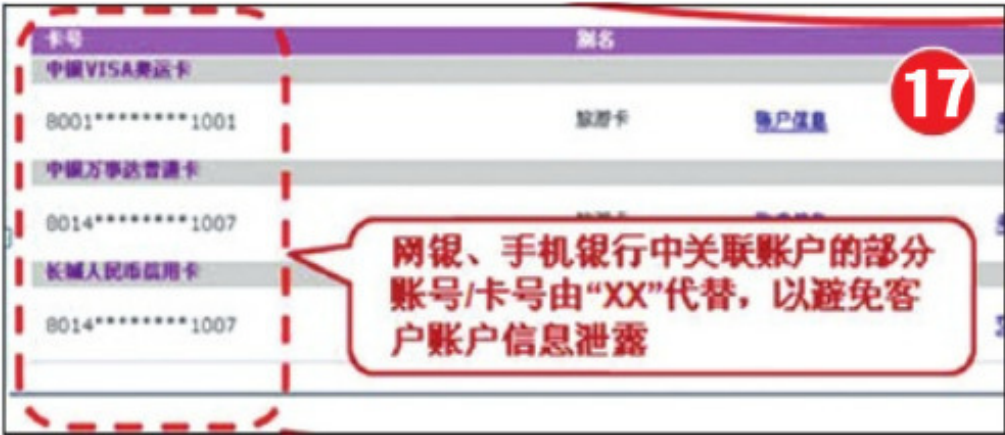 卡号 别名
中银VISA奥运卡
17
8001********1001 旅游卡 账户信息
中银万事达普通卡
8014********1007
长城人民币信用卡
8014********1007
网银、手机银行中关联账户的部分
账号/卡号由“XX”代替，以避免客
户账户信息泄露